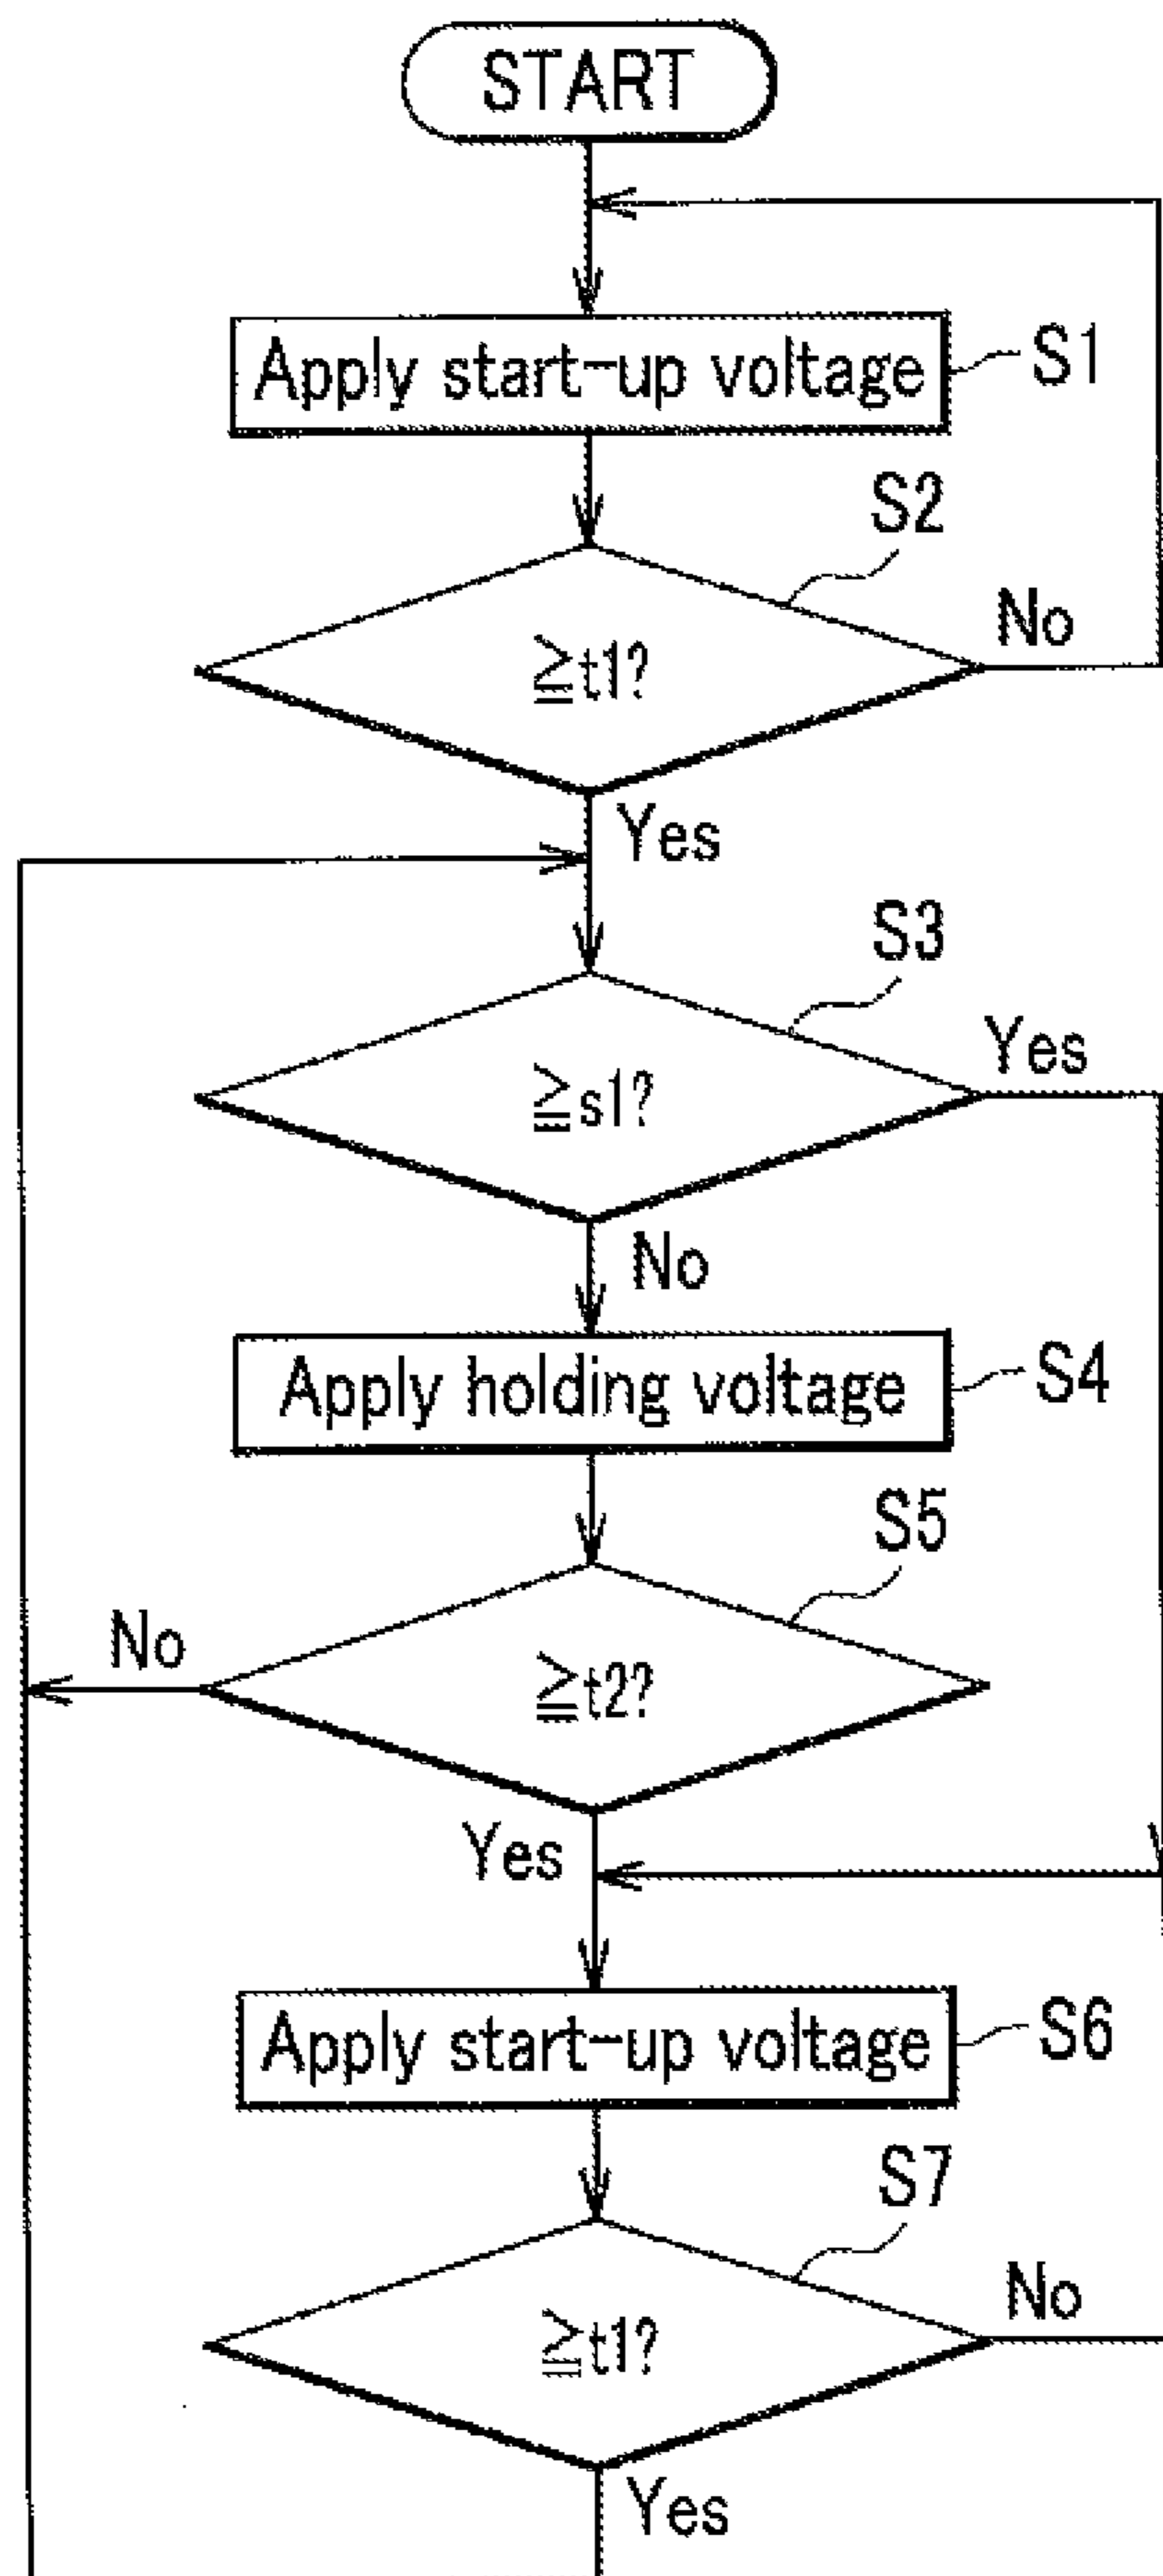 START
Apply start-up voltage
S1
S2
≧t1?
No
Yes
S3
≧s1?
Yes
No
Apply holding voltage
S4
S5
No
≧t2?
Yes
Apply start-up voltage
S6
S7
≧t1?
No
Yes